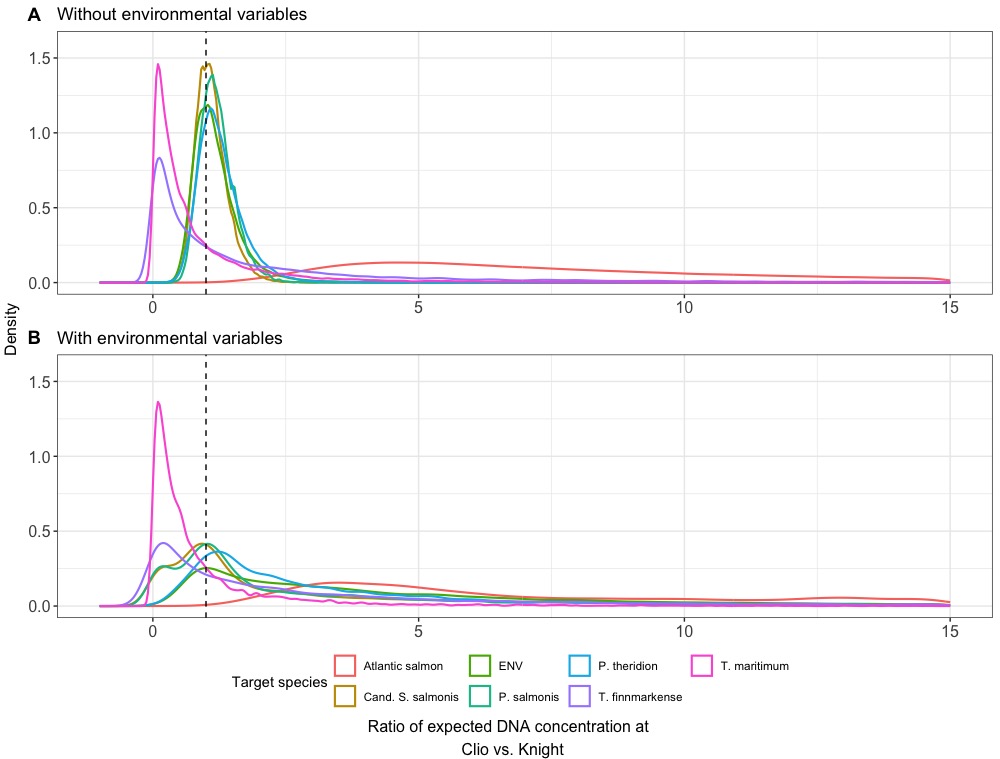 A Without environmental variables
1.5
1.0
0.5
0.0
0 5 10 15
Density
B With environmental variables
1.5
1.0
0.5
0.0
0 5 10 15
Target species
Atlantic salmon ENV P. theridion T. maritimum
Cand. S. salmonis P. salmonis T. finnmarkense
Ratio of expected DNA concentration at
Clio vs. Knight